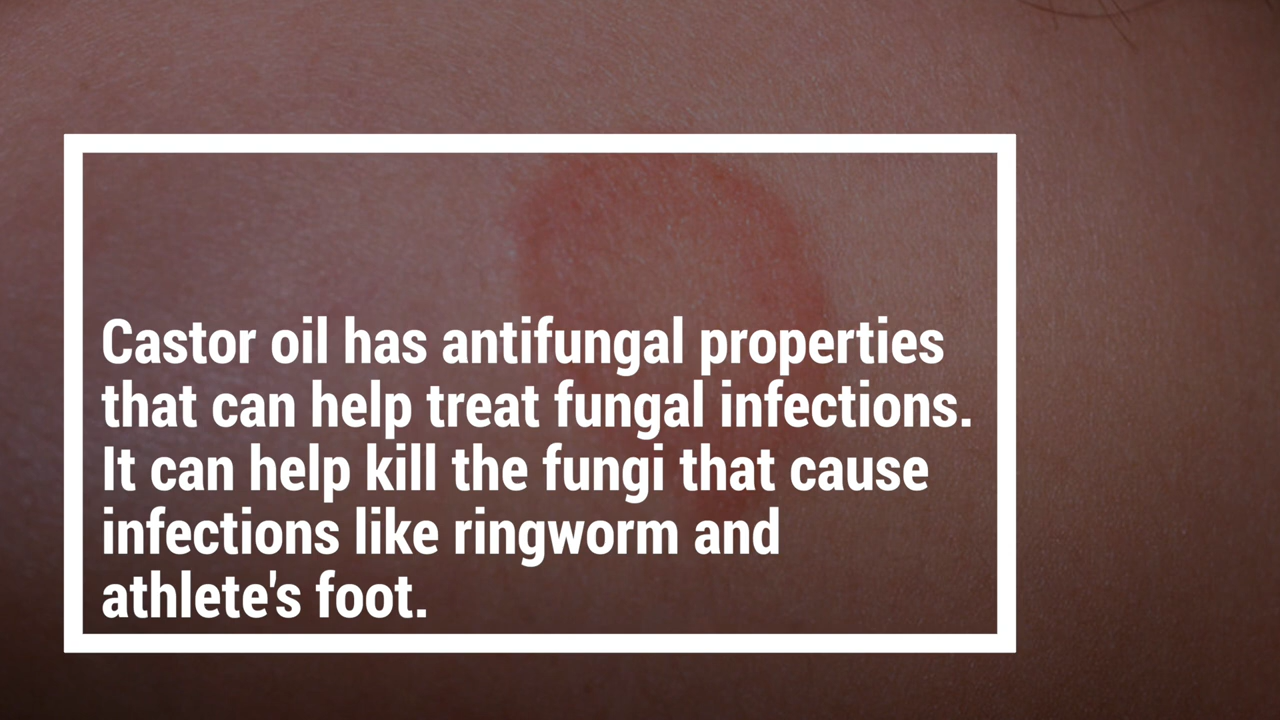 Castor oil has antifungal properties
that can help treat fungal infections.
It can help kill the fungi that cause
infections like ringworm and
athlete's foot.